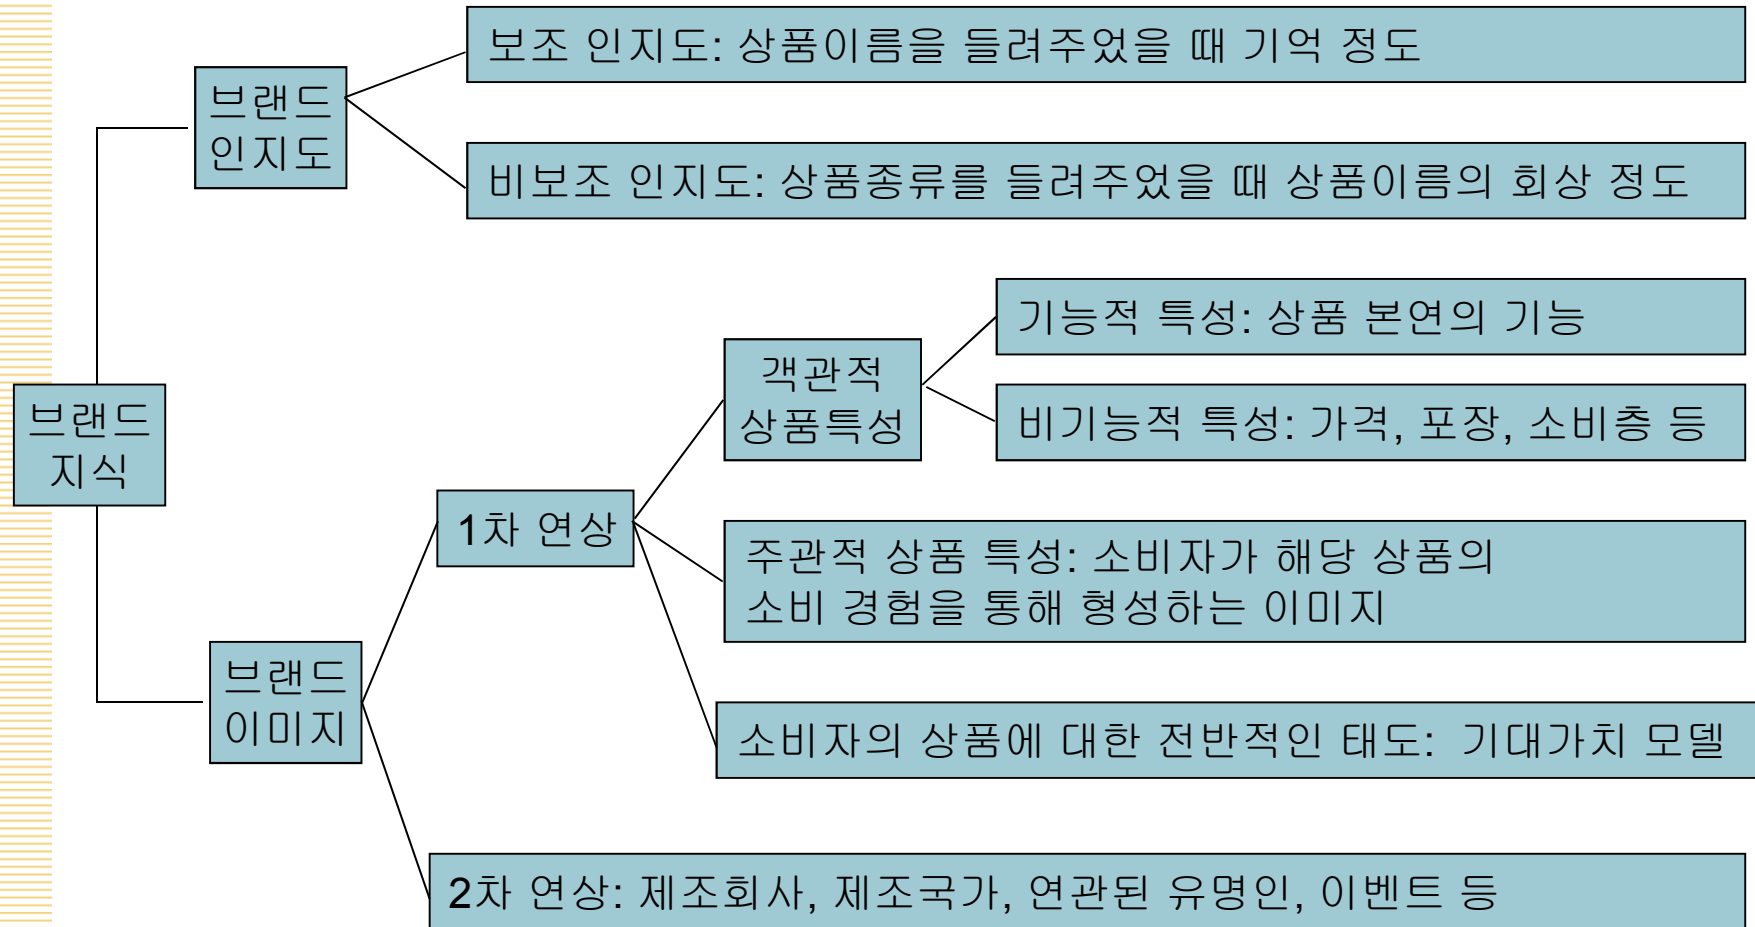 보조 인지도: 상품이름을 들려주었을 때 기억 정도
브랜드
인지도
비보조 인지도: 상품종류를 들려주었을 때 상품이름의 회상 정도
기능적 특성: 상품 본연의 기능
객관적
상품특성
비기능적 특성: 가격, 포장, 소비층 등
브랜드
지식
1차 연상
주관적 상품 특성: 소비자가 해당 상품의
소비 경험을 통해 형성하는 이미지
브랜드
이미지
소비자의 상품에 대한 전반적인 태도: 기대가치 모델
2차 연상: 제조회사, 제조국가, 연관된 유명인, 이벤트 등